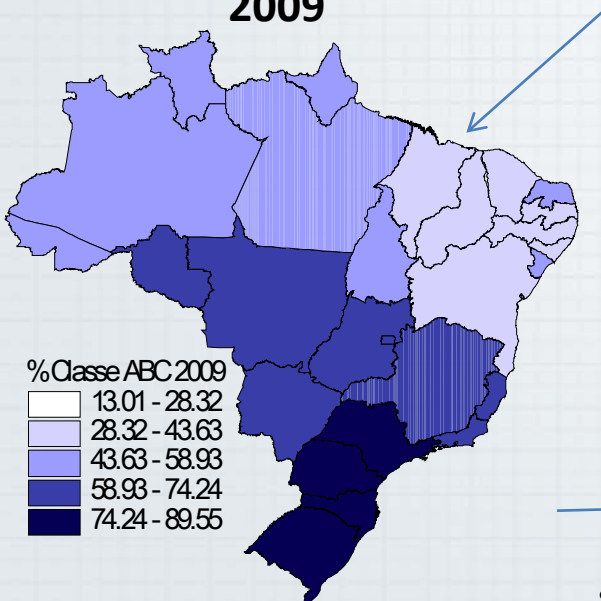 2009
%Classe ABC 2009
13.01 - 28.32
28.32 - 43.63
43.63 - 58.93
58.93 - 74.24
74.24 - 89.55